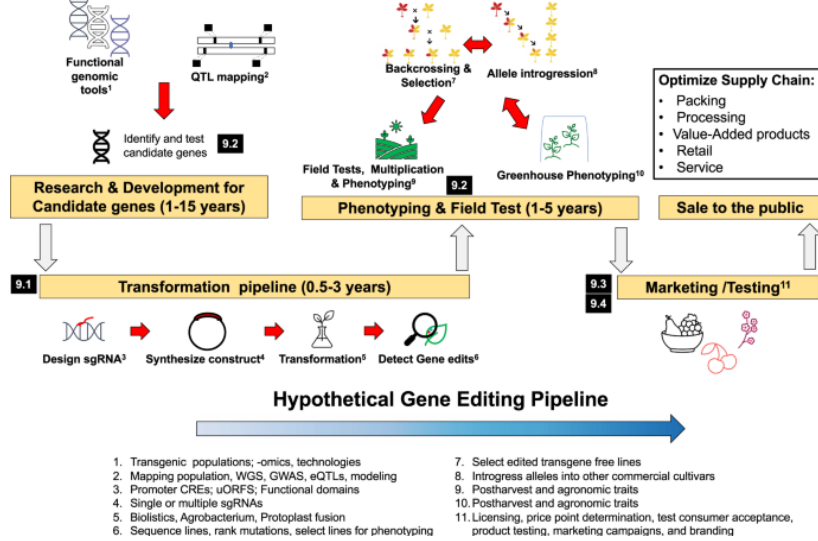 Functional
genomic
tools1
QTL mapping2
Identify and test
candidate genes
9.2
Research & Development for
Candidate genes (1-15 years)
Backcrossing &
Selection7
Allele introgression8
Field Tests, Multiplication
& Phenotyping9
9.2
Greenhouse Phenotyping10
Phenotyping & Field Test (1-5 years)
Optimize Supply Chain:
• Packing
• Processing
• Value-Added products
• Retail
• Service
Sale to the public
9.1
Transformation pipeline (0.5-3 years)
9.3
9.4
Marketing /Testing11
Design sgRNA3
Synthesize construct4
Transformation5
Detect Gene edits6
Hypothetical Gene Editing Pipeline
1. Transgenic populations; -omics, technologies
2. Mapping population, WGS, GWAS, eQTLs, modeling
3. Promoter CREs; uORFS; Functional domains
4. Single or multiple sgRNAs
5. Biolistics, Agrobacterium, Protoplast fusion
6. Sequence lines, rank mutations, select lines for phenotyping
7. Select edited transgene free lines
8. Introgress alleles into other commercial cultivars
9. Postharvest and agronomic traits
10. Postharvest and agronomic traits
11. Licensing, price point determination, test consumer acceptance,
product testing, marketing campaigns, and branding